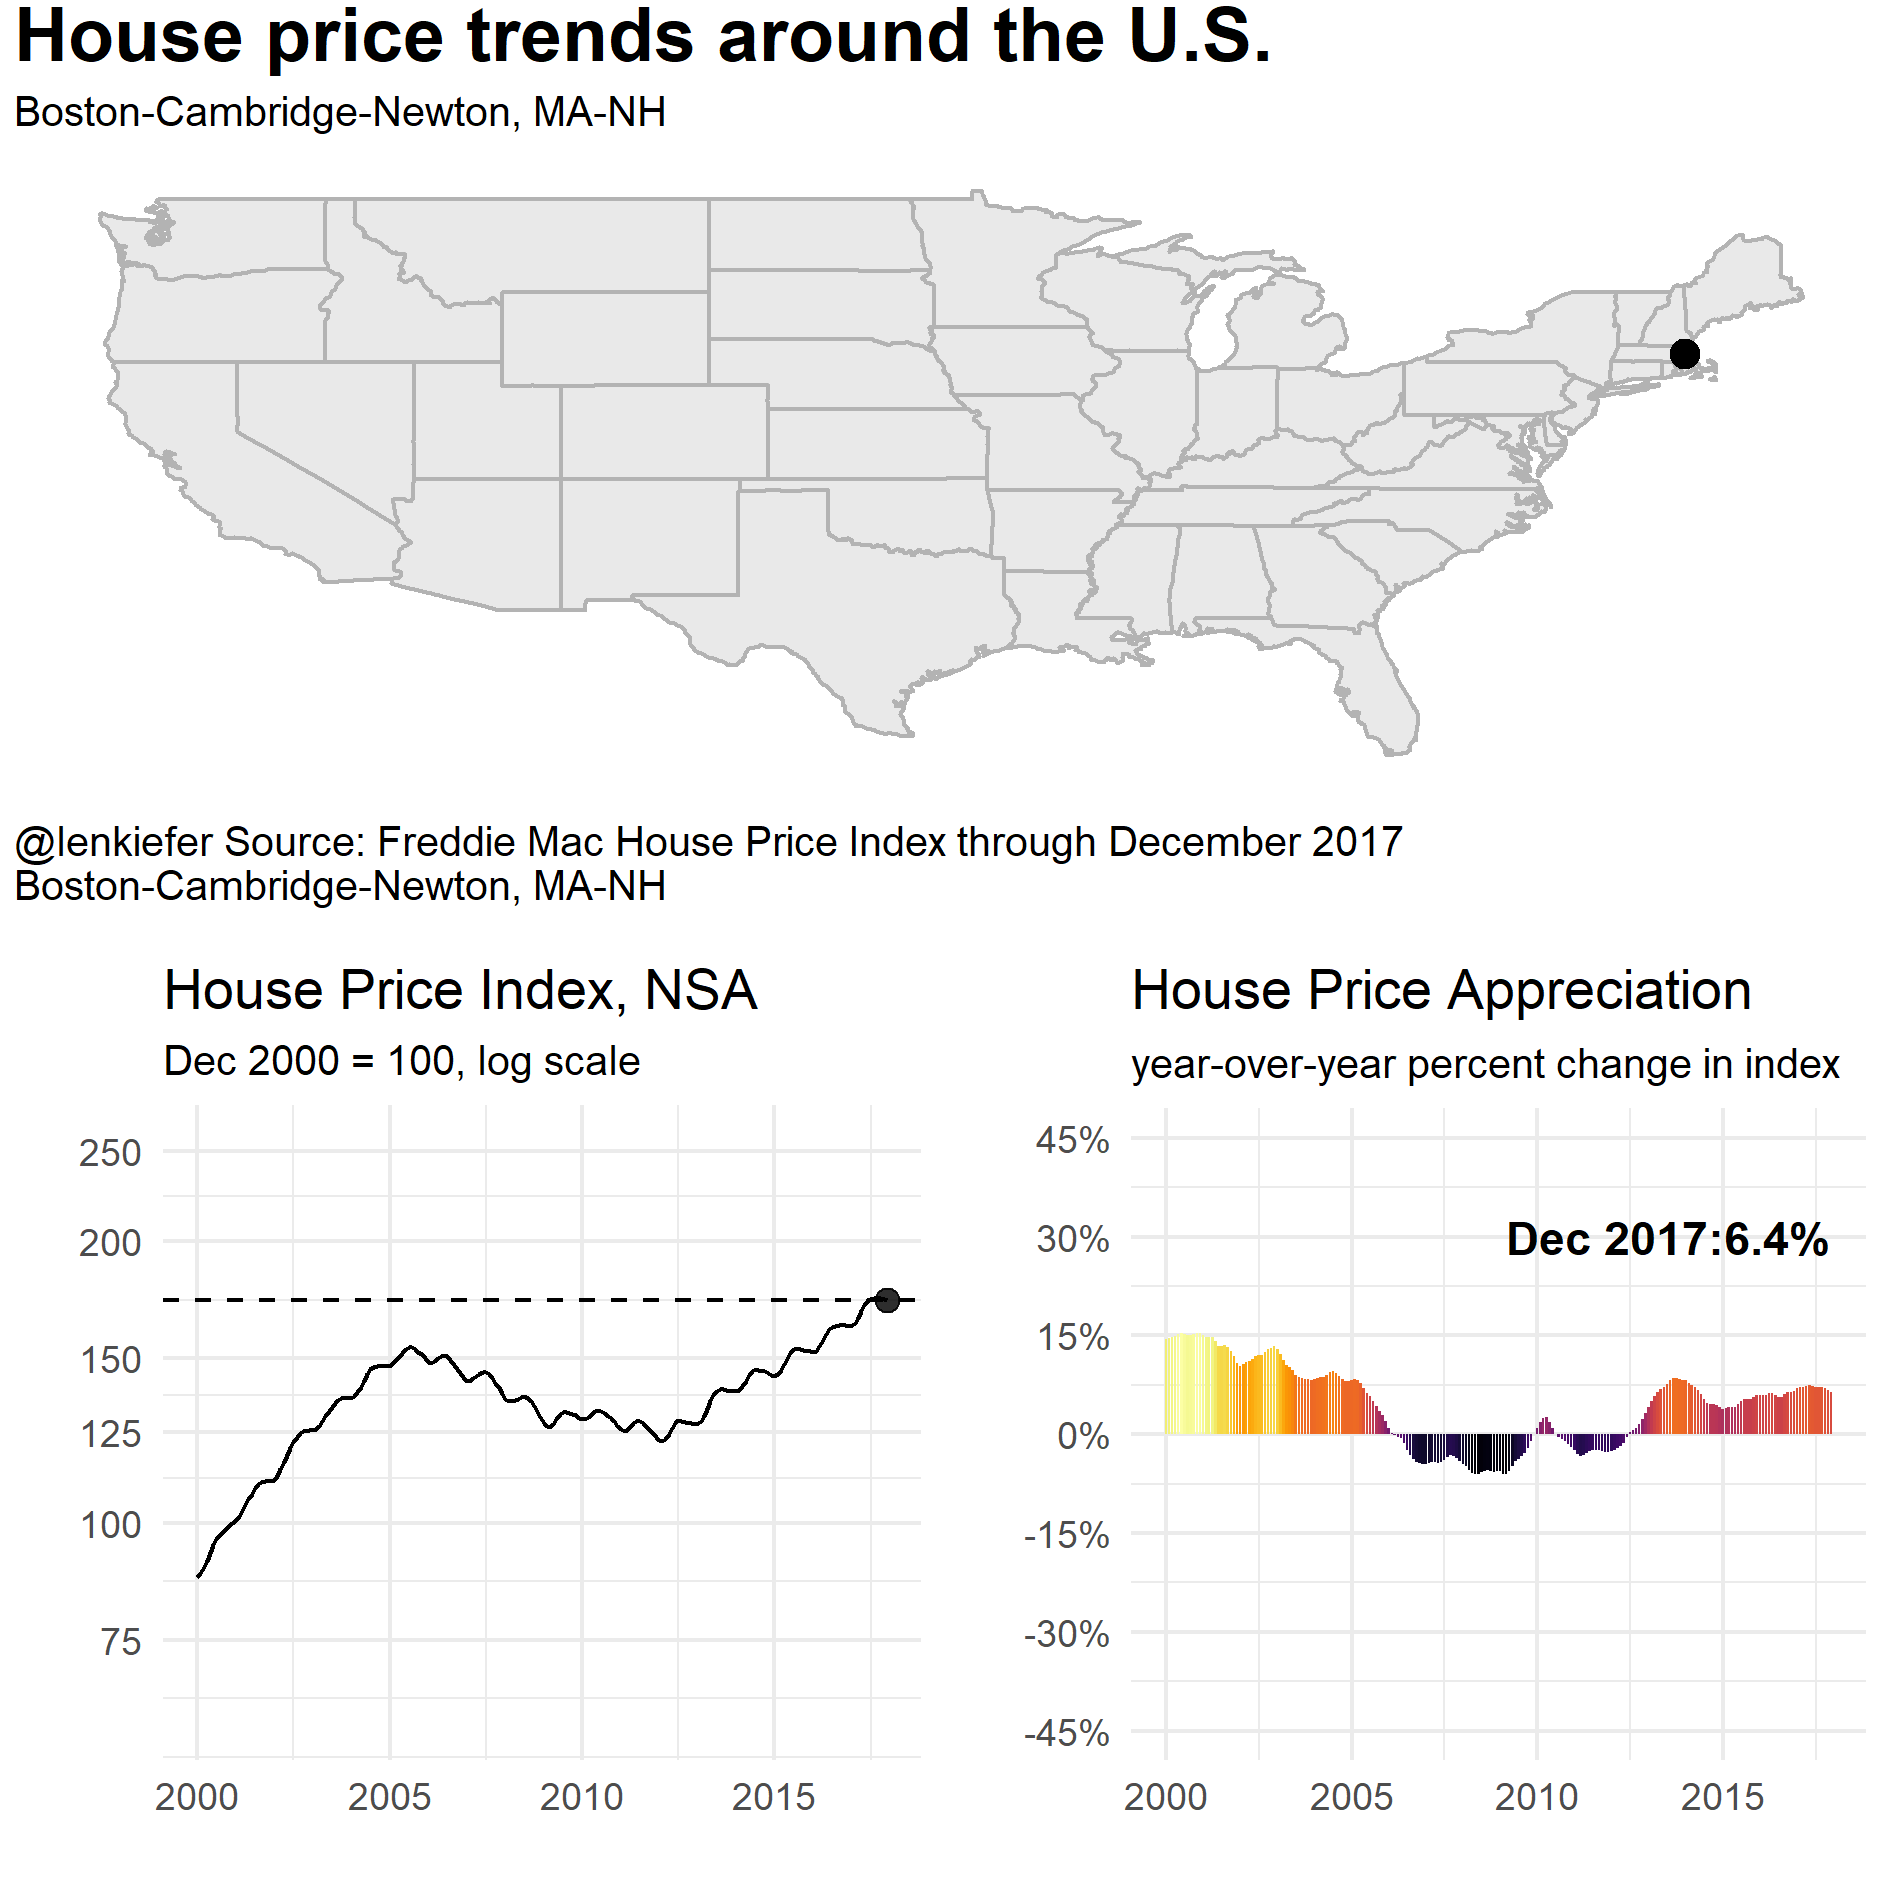 House price trends around the U.S.
Boston-Cambridge-Newton, MA-NH
@lenkiefer Source: Freddie Mac House Price Index through December 2017
Boston-Cambridge-Newton, MA-NH
House Price Index, NSA
Dec 2000 = 100, log scale
250
200
150
125
100
75
2000 2005 2010 2015
House Price Appreciation
year-over-year percent change in index
45%
30%
Dec 2017:6.4%
15%
0%
-15%
-30%
-45%
2000 2005 2010 2015